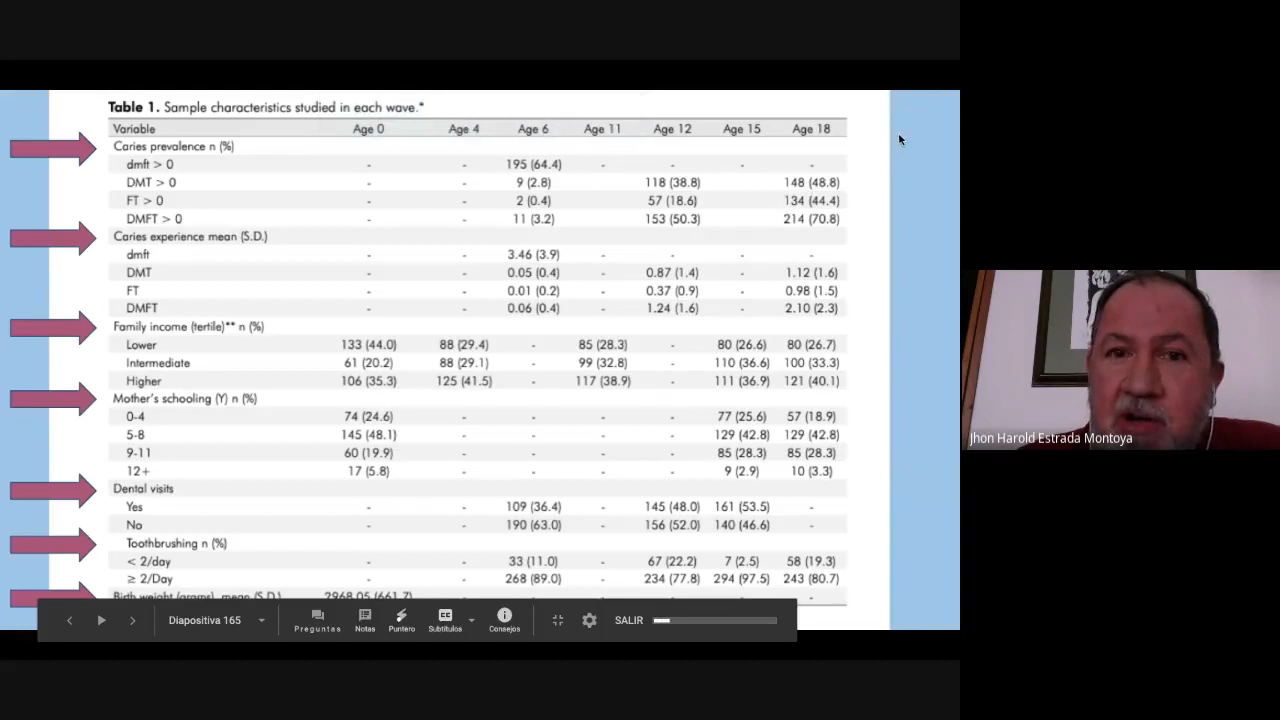 Table 1. Sample characteristics studied in each wave.*
Variable Age 0 Age 4 Age 6 Age 11 Age 12 Age 15 Age 18
Caries prevalence n (%)
dmft > 0 - - 195 (64.4) - - - -
DMT > 0 - - 9 (2.8) - 118 (38.8) - 148 (48.8)
FT > 0 - - 2 (0.4) - 57 (18.6) - 134 (44.4)
DMFT > 0 - - 11 (3.2) - 153 (50.3) - 214 (70.8)
Caries experience mean (S.D.)
dmft - - 3.46 (3.9) - - - -
DMT - - 0.05 (0.4) - 0.87 (1.4) - 1.12 (1.6)
FT - - 0.01 (0.2) - 0.37 (0.9) - 0.98 (1.5)
DMFT - - 0.06 (0.4) - 1.24 (1.6) - 2.10 (2.3)
Family income (tertile)** n (%)
Lower 133 (44.0) 88 (29.4) - 85 (28.3) - 80 (26.6) 80 (26.7)
Intermediate 61 (20.2) 88 (29.1) - 99 (32.8) - 110 (36.6) 100 (33.3)
Higher 106 (35.3) 125 (41.5) - 117 (38.9) - 111 (36.9) 121 (40.1)
Mother's schooling (Y) n (%)
0-4 74 (24.6) - - - - 77 (25.6) 57 (18.9)
5-8 145 (48.1) - - - - 129 (42.8) 129 (42.8)
9-11 60 (19.9) - - - - 85 (28.3) 85 (28.3)
12+ 17 (5.8) - - - - 9 (2.9) 10 (3.3)
Dental visits
Yes - - 109 (36.4) - 145 (48.0) 161 (53.5) -
No - - 190 (63.0) - 156 (52.0) 140 (46.6) -
Toothbrushing n (%)
< 2/day - - 33 (11.0) - 67 (22.2) 7 (2.5) 58 (19.3)
≥ 2/Day - - 268 (89.0) - 234 (77.8) 294 (97.5) 243 (80.7)
Birth weight (grams), mean (S.D.) 2968.05 (661.7) - - - - - -
Diapositiva 165 Preguntas Notas Puntero CC Subtítulos Consejos SALIR
Jhon Harold Estrada Montoya